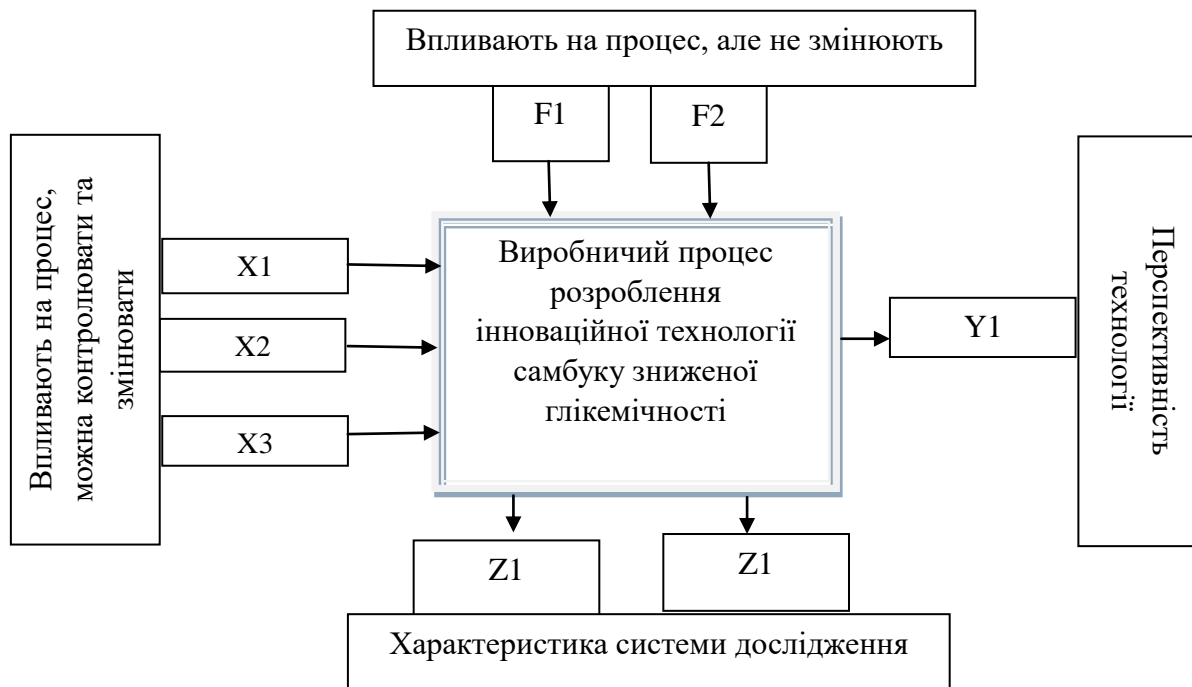 Впливають на процес, але не змінюють
F1
F2
Впливають на процес,
можна контролювати та
змінювати
X1
X2
X3
Виробничий процес
розроблення
інноваційної технології
самбуку зниженої
глікемічності
Y1
Перспективність
технології
Z1
Z1
Характеристика системи дослідження